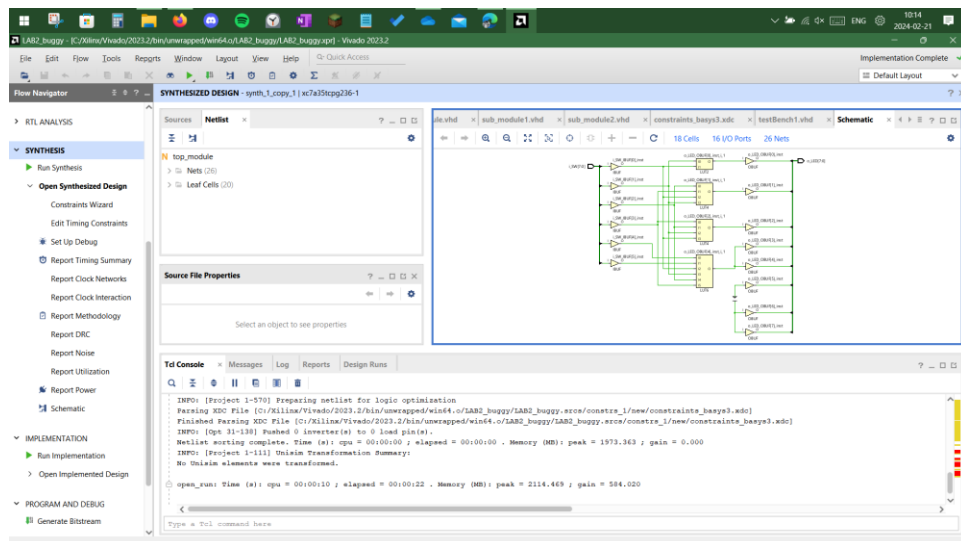 ENG
10:14
2024-02-21
LAB2_buggy - [C:/Xilinx/Vivado/2023.2/bin/unwrapped/win64.o/LAB2_buggy/LAB2_buggy.xpr] - Vivado 2023.2
File Edit Flow Tools Reports Window Layout View Help Quick Access
Implementation Complete
Default Layout
Flow Navigator
SYNTHESIZED DESIGN - synth_1_copy_1 | xc7a35tcpg236-1
RTL ANALYSIS
SYNTHESIS
Run Synthesis
Open Synthesized Design
Constraints Wizard
Edit Timing Constraints
Set Up Debug
Report Timing Summary
Report Clock Networks
Report Clock Interaction
Report Methodology
Report DRC
Report Noise
Report Utilization
Report Power
Schematic
IMPLEMENTATION
Run Implementation
Open Implemented Design
PROGRAM AND DEBUG
Generate Bitstream
Sources Netlist
N top_module
Nets (26)
Leaf Cells (20)
Source File Properties
Select an object to see properties
ule.vhd sub_module1.vhd sub_module2.vhd constraints_basys3.xdc testBench1.vhd Schematic
18 Cells 16 I/O Ports 26 Nets
Tcl Console Messages Log Reports Design Runs
INFO: [Project 1-570] Preparing netlist for logic optimization
Parsing XDC File [C:/Xilinx/Vivado/2023.2/bin/unwrapped/win64.o/LAB2_buggy/LAB2_buggy.srcs/constrs_1/new/constraints_basys3.xdc]
Finished Parsing XDC File [C:/Xilinx/Vivado/2023.2/bin/unwrapped/win64.o/LAB2_buggy/LAB2_buggy.srcs/constrs_1/new/constraints_basys3.xdc]
INFO: [Opt 31-138] Pushed 0 inverter(s) to 0 load pin(s).
Netlist sorting complete. Time (s): cpu = 00:00:00 ; elapsed = 00:00:00 . Memory (MB): peak = 1973.363 ; gain = 0.000
INFO: [Project 1-111] Unisim Transformation Summary:
No Unisim elements were transformed.
open_run: Time (s): cpu = 00:00:10 ; elapsed = 00:00:22 . Memory (MB): peak = 2114.469 ; gain = 584.020
Type a Tcl command here